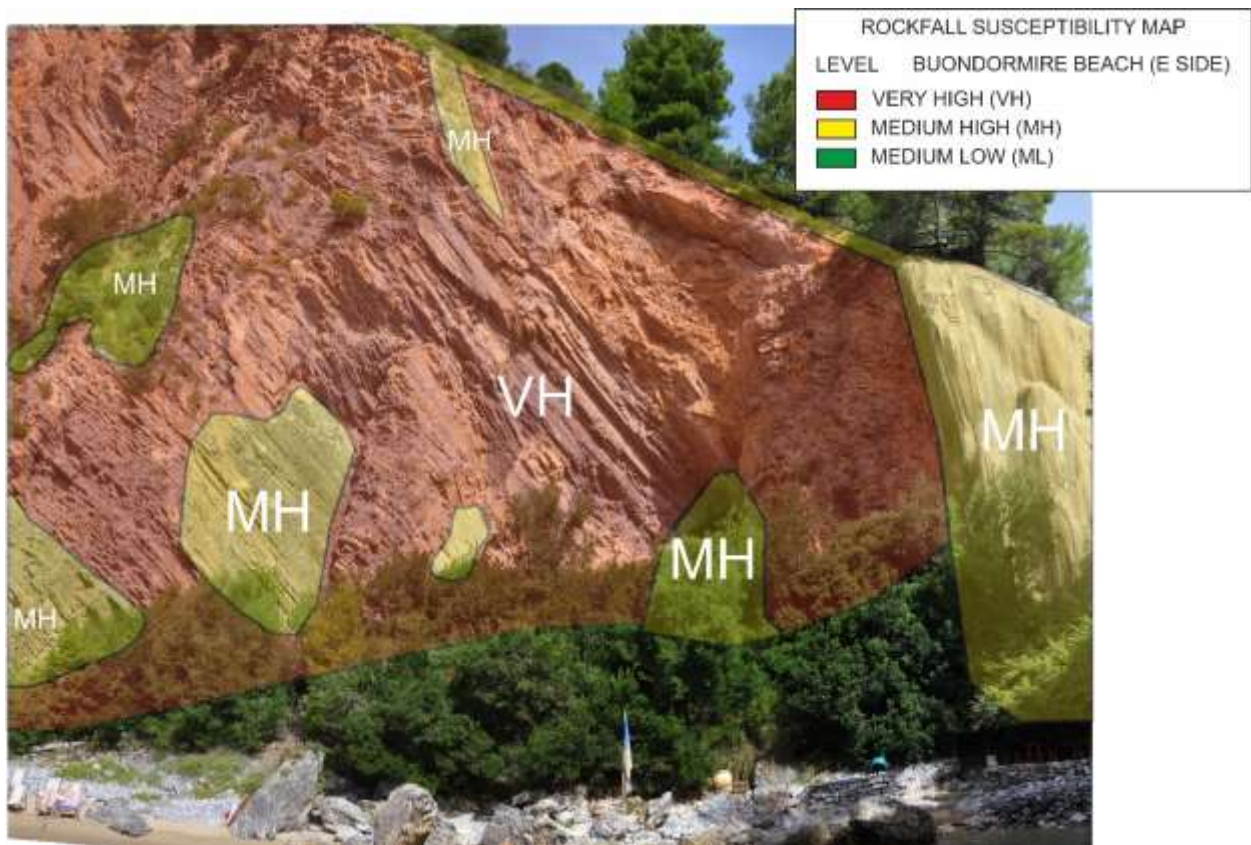 ROCKFALL SUSCEPTIBILITY MAP
LEVEL BUONDORMIRE BEACH (E SIDE)
VERY HIGH (VH)
MEDIUM HIGH (MH)
MEDIUM LOW (ML)
MH
MH
VH
MH
MH
MH
MH